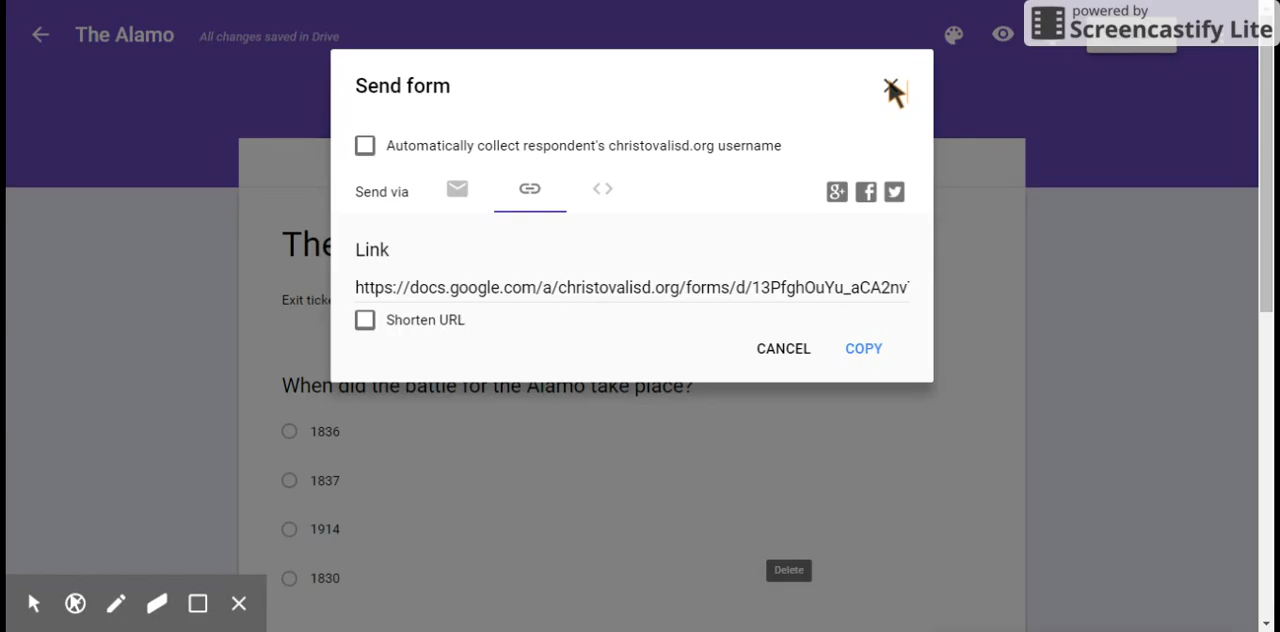 powered by
Screencastify Lite
The Alamo
All changes saved in Drive
Send form
Automatically collect respondent's christovalisd.org username
Send via
Link
https://docs.google.com/a/christovalisd.org/forms/d/13PfghOuYu_aCA2nv
Shorten URL
CANCEL
COPY
The
Exit ticke
When did the battle for the Alamo take place?
1836
1837
1914
1830
Delete